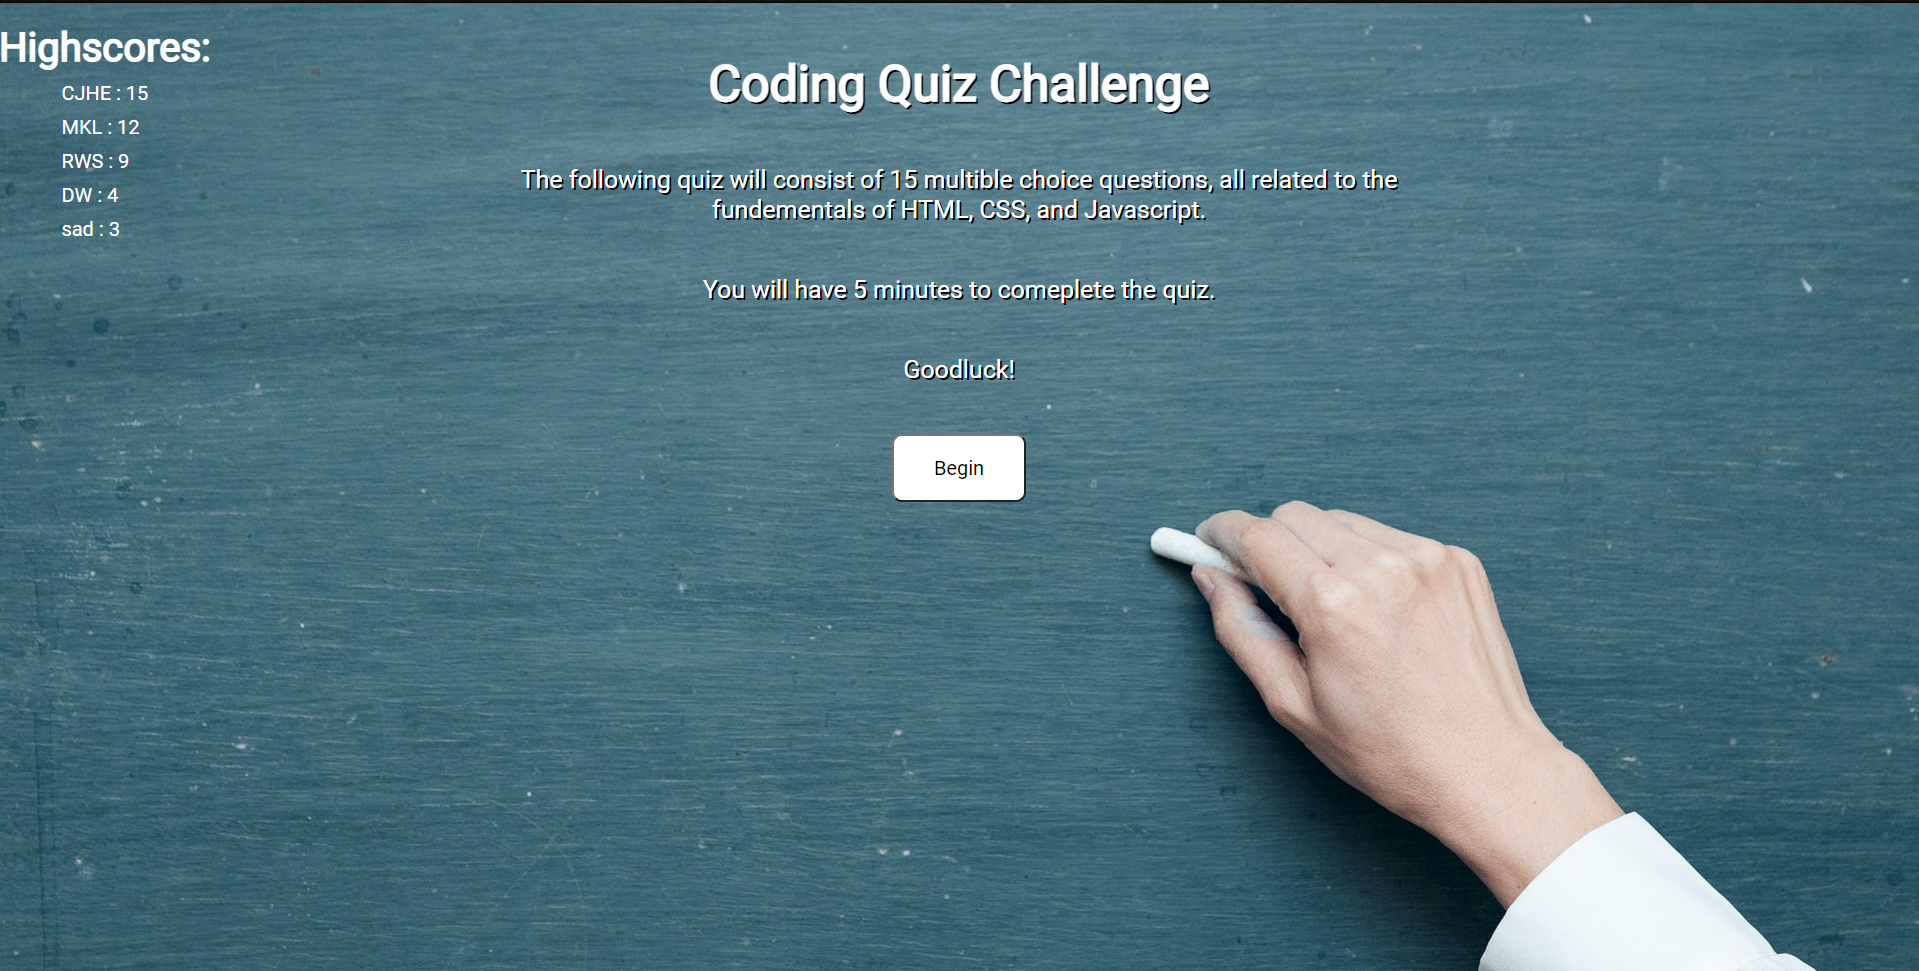 Highscores:
CJHE : 15
MKL : 12
RWS : 9
DW : 4
sad : 3
Coding Quiz Challenge
The following quiz will consist of 15 multible choice questions, all related to the
fundementals of HTML, CSS, and Javascript.
You will have 5 minutes to comeplete the quiz.
Goodluck!
Begin